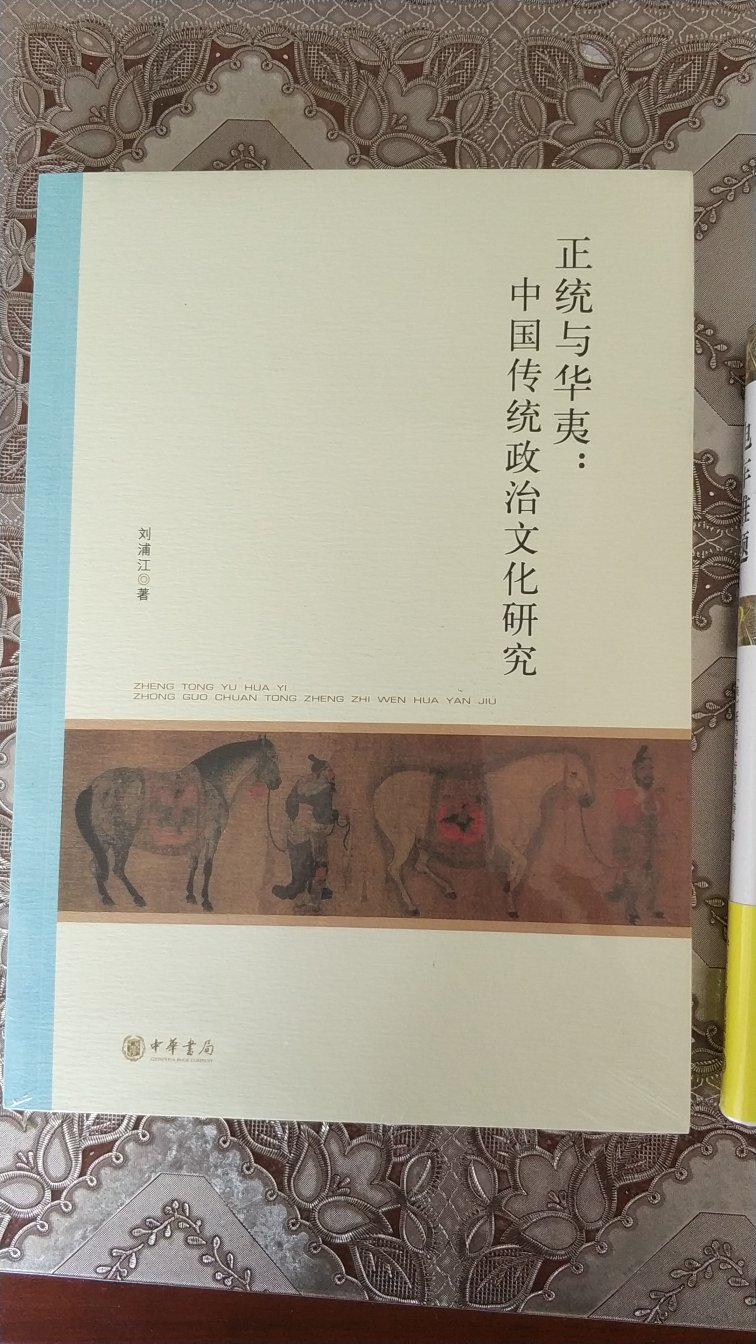 正统与华夷：
中国传统政治文化研究
刘浦江◎著
ZHENG TONG YU HUA YI
ZHONG GUO CHUAN TONG ZHENG ZHI WEN HUA YAN JIU
中華書局